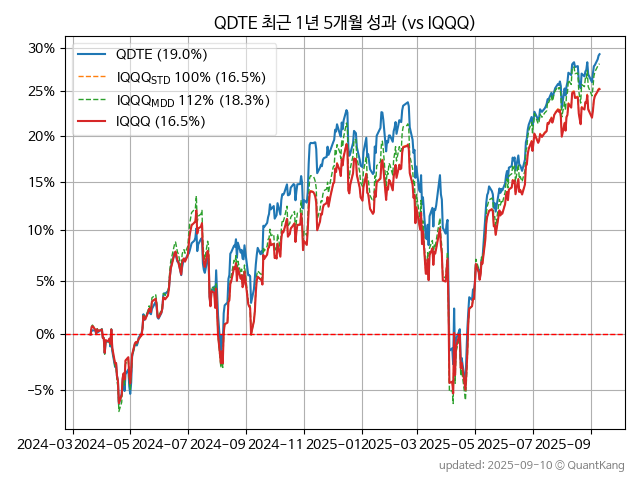 QDTE 최근 1년 5개월 성과 (vs IQQQ)
QDTE (19.0%)
IQQQSTD 100% (16.5%)
IQQQMDD 112% (18.3%)
IQQQ (16.5%)
30%
25%
20%
15%
10%
5%
0%
−5%
2024-03 2024-05 2024-07 2024-09 2024-11 2025-01 2025-03 2025-05 2025-07 2025-09
updated: 2025-09-10 © QuantKang